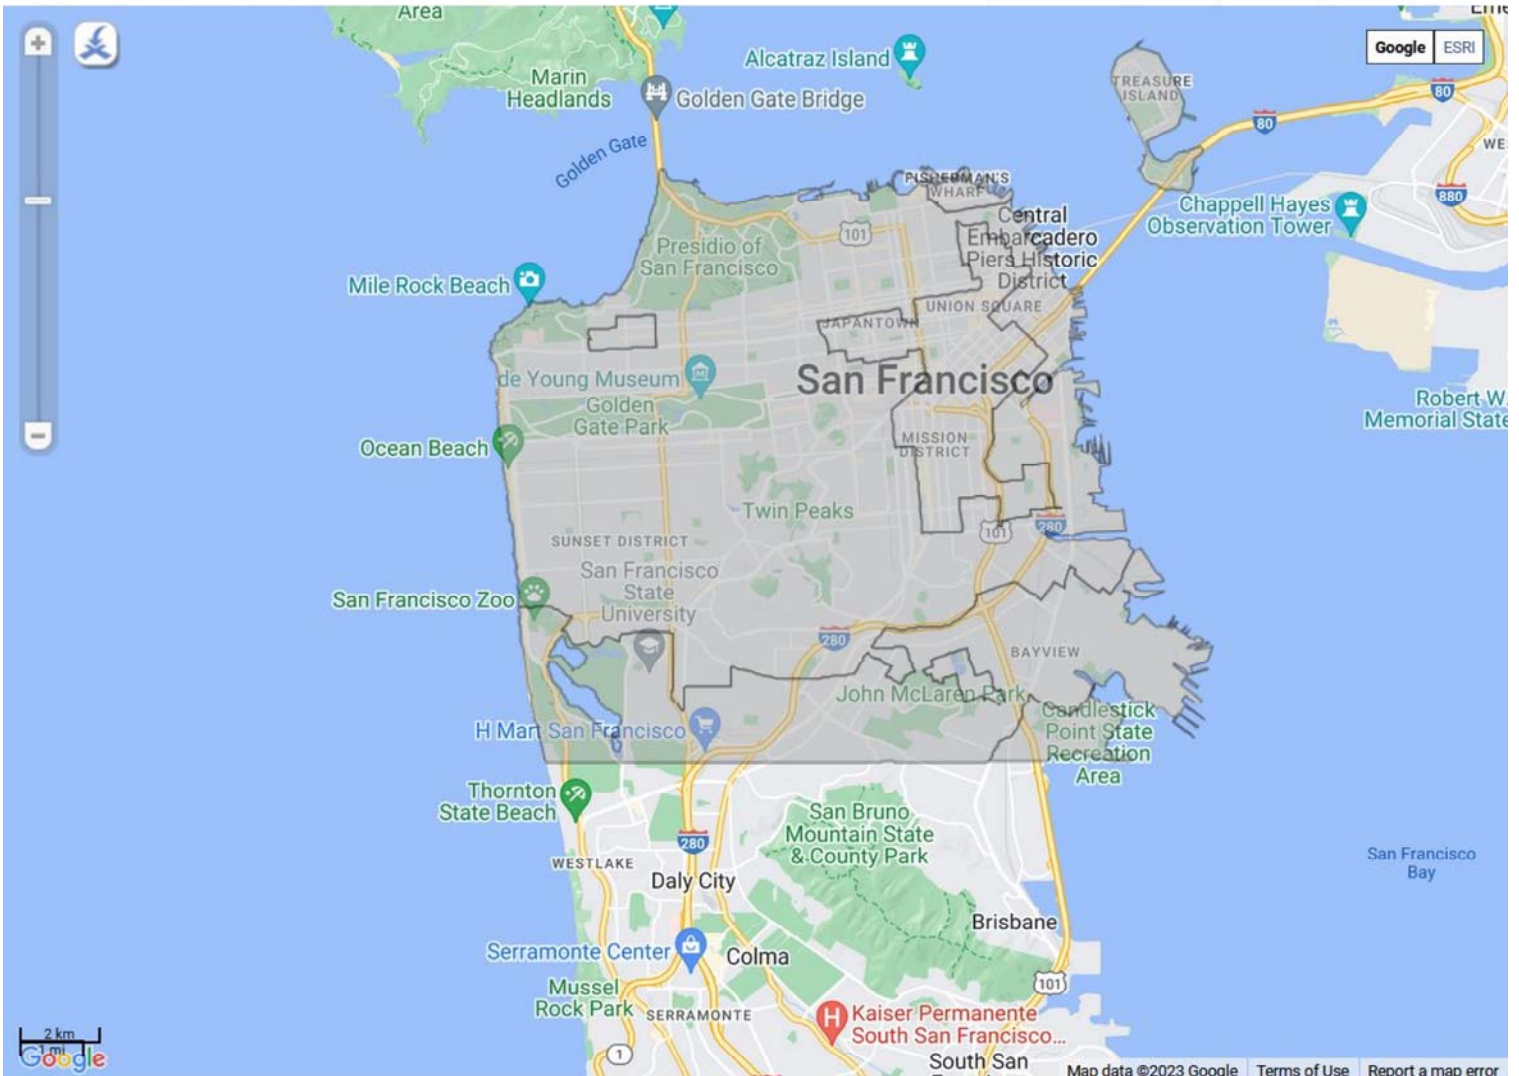 Area
Marin
Headlands
Golden Gate Bridge
Golden Gate
Alcatraz Island
TREASURE
ISLAND
Google
ESRI
80
80
880
Chappell Hayes
Observation Tower
FISHERMAN'S
WHARF
Central
Embarcadero
Piers Historic
District
101
Presidio of
San Francisco
Mile Rock Beach
UNION SQUARE
JAPANTOWN
San Francisco
de Young Museum
Golden
Gate Park
Robert W.
Memorial State
Ocean Beach
MISSION
DISTRICT
Twin Peaks
101
280
SUNSET DISTRICT
San Francisco
State
University
San Francisco Zoo
280
BAYVIEW
John McLaren Park
H Mart San Francisco
Candlestick
Point State
Recreation
Area
Thornton
State Beach
San Bruno
Mountain State
& County Park
280
WESTLAKE
Daly City
San Francisco
Bay
Brisbane
Serramonte Center
Colma
Mussel
Rock Park
SERRAMONTE
101
Kaiser Permanente
South San Francisco...
South San
1
2 km
1 mi
Google
Map data ©2023 Google
Terms of Use
Report a map error